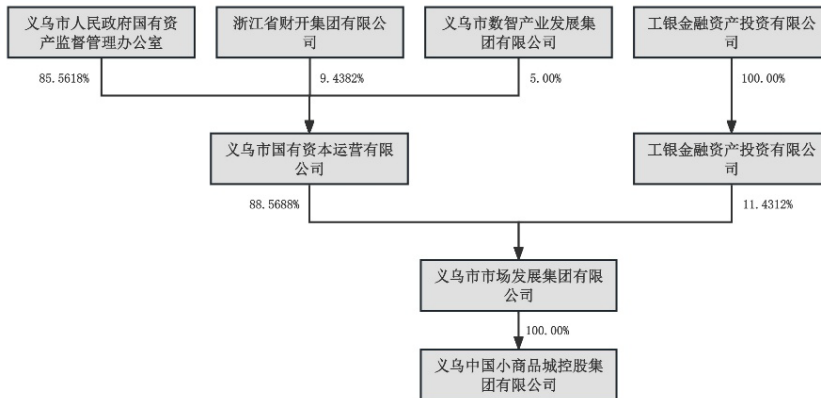 义乌市人民政府国有资
产监督管理办公室
浙江省财开集团有限公
司
义乌市数智产业发展集
团有限公司
工银金融资产投资有限公
司
85.5618%
9.4382%
5.00%
100.00%
义乌市国有资本运营有限
公司
工银金融资产投资有限公
司
88.5688%
11.4312%
义乌市市场发展集团有限
公司
100.00%
义乌中国小商品城控股集
团有限公司